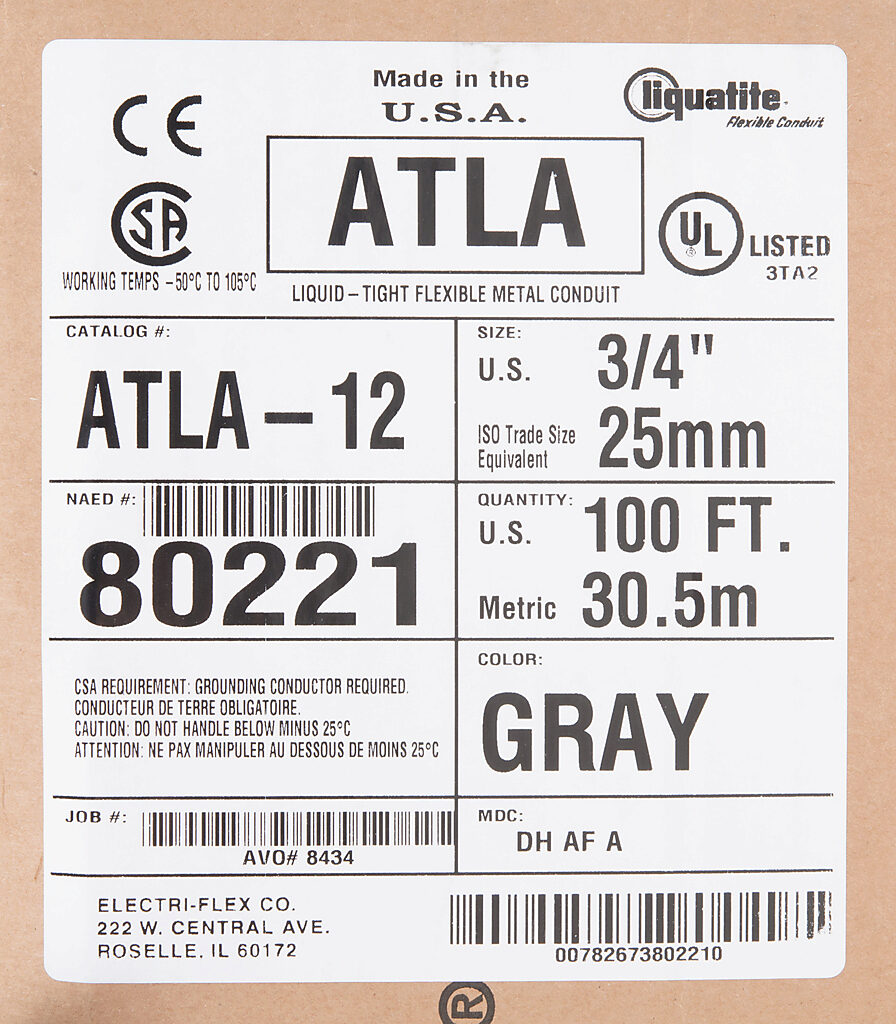 Made in the
U.S.A.
liquatite
Flexible Conduit
CE
ATLA
CSA
UL
®
LISTED
3TA2
WORKING TEMPS -50°C TO 105°C
LIQUID-TIGHT FLEXIBLE METAL CONDUIT
CATALOG #:
ATLA-12
SIZE:
U.S. 3/4"
ISO Trade Size
Equivalent
25mm
NAED #:
80221
QUANTITY:
U.S. 100 FT.
Metric 30.5m
CSA REQUIREMENT: GROUNDING CONDUCTOR REQUIRED.
CONDUCTEUR DE TERRE OBLIGATOIRE.
CAUTION: DO NOT HANDLE BELOW MINUS 25°C
ATTENTION: NE PAX MANIPULER AU DESSOUS DE MOINS 25°C
COLOR:
GRAY
JOB #:
AVO# 8434
MDC:
DH AF A
ELECTRI-FLEX CO.
222 W. CENTRAL AVE.
ROSELLE, IL 60172
00782673802210
®